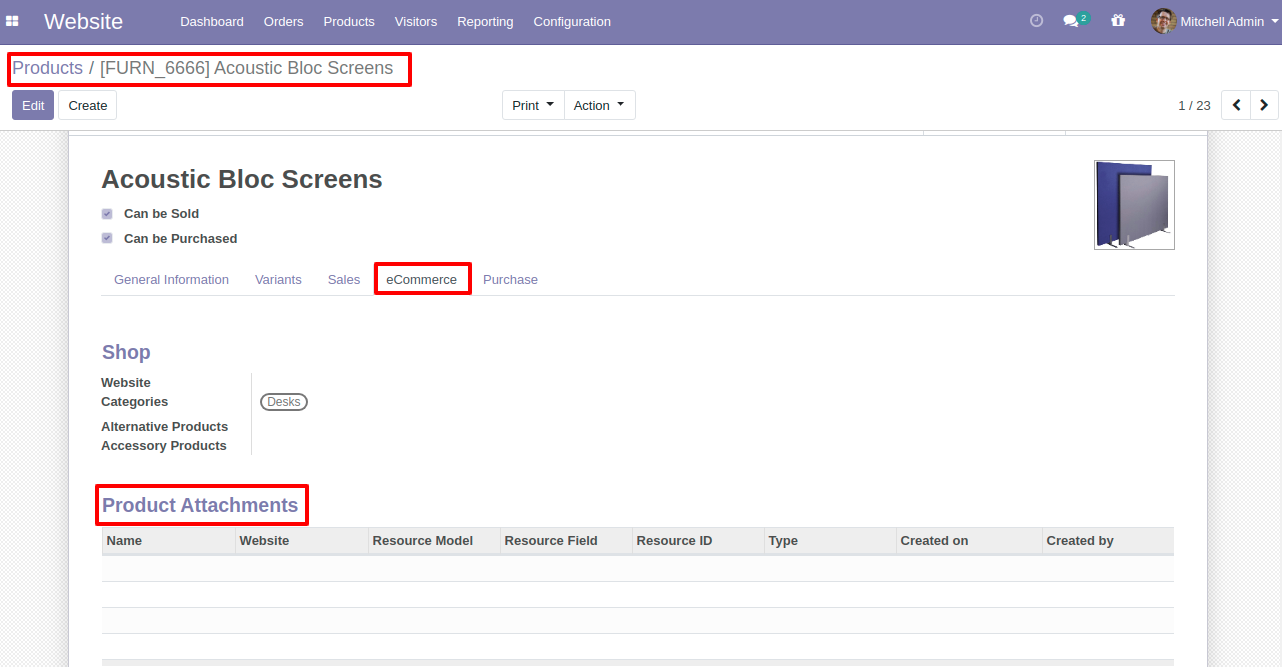 Website Dashboard Orders Products Visitors Reporting Configuration 2 Mitchell Admin
Products / [FURN_6666] Acoustic Bloc Screens
Edit Create Print Action 1 / 23
Acoustic Bloc Screens
Can be Sold
Can be Purchased
General Information Variants Sales eCommerce Purchase
Shop
Website
Categories Desks
Alternative Products
Accessory Products
Product Attachments
Name Website Resource Model Resource Field Resource ID Type Created on Created by